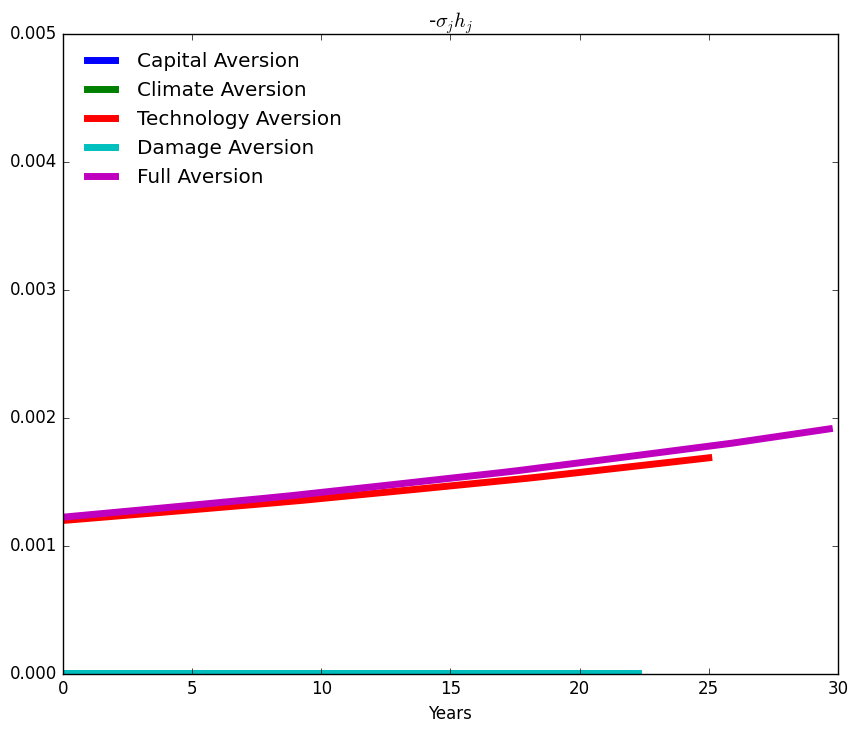 -σ_j h_j
0.005
Capital Aversion
Climate Aversion
Technology Aversion
Damage Aversion
Full Aversion
0.004
0.003
0.002
0.001
0.000
0 5 10 15 20 25 30
Years